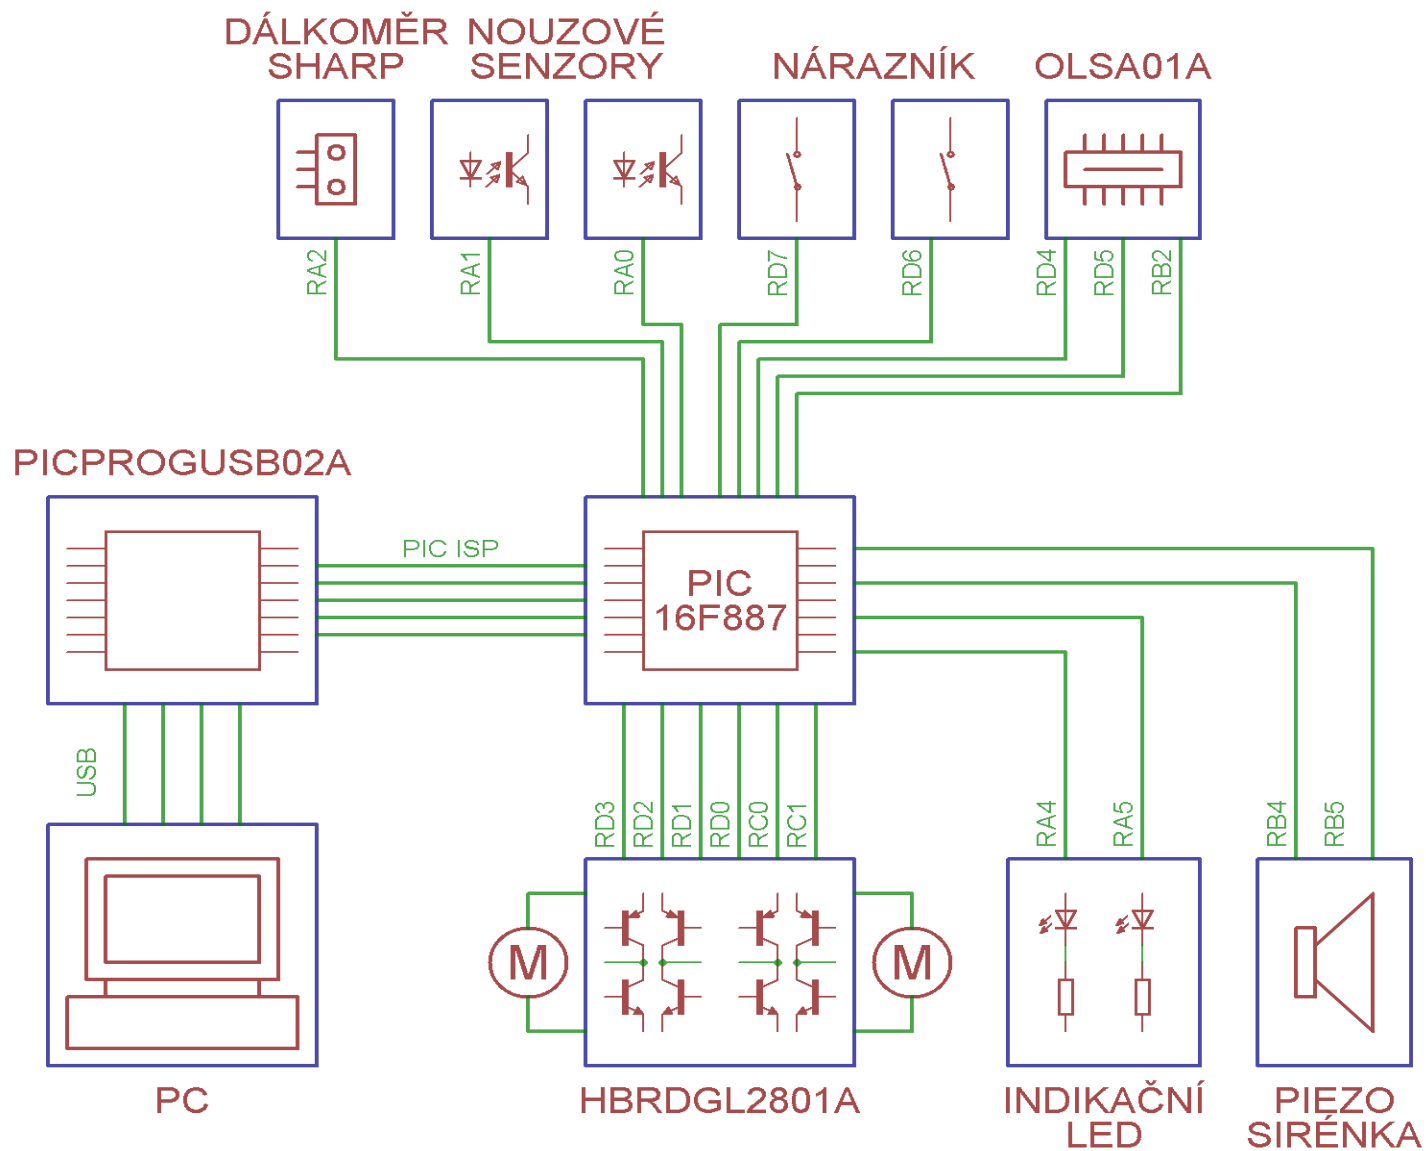 DÁLKOMĚR
SHARP
NOUZOVÉ
SENZORY
NÁRAZNÍK
OLSA01A
RA2
RA1
RA0
RD7
RD6
RD4
RD5
RB2
PICPROGUSB02A
PIC ISP
PIC
16F887
USB
RD3
RD2
RD1
RD0
RC0
RC1
RA4
RA5
RB4
RB5
M
M
PC
HBRDGL2801A
INDIKAČNÍ
LED
PIEZO
SIRÉNKA